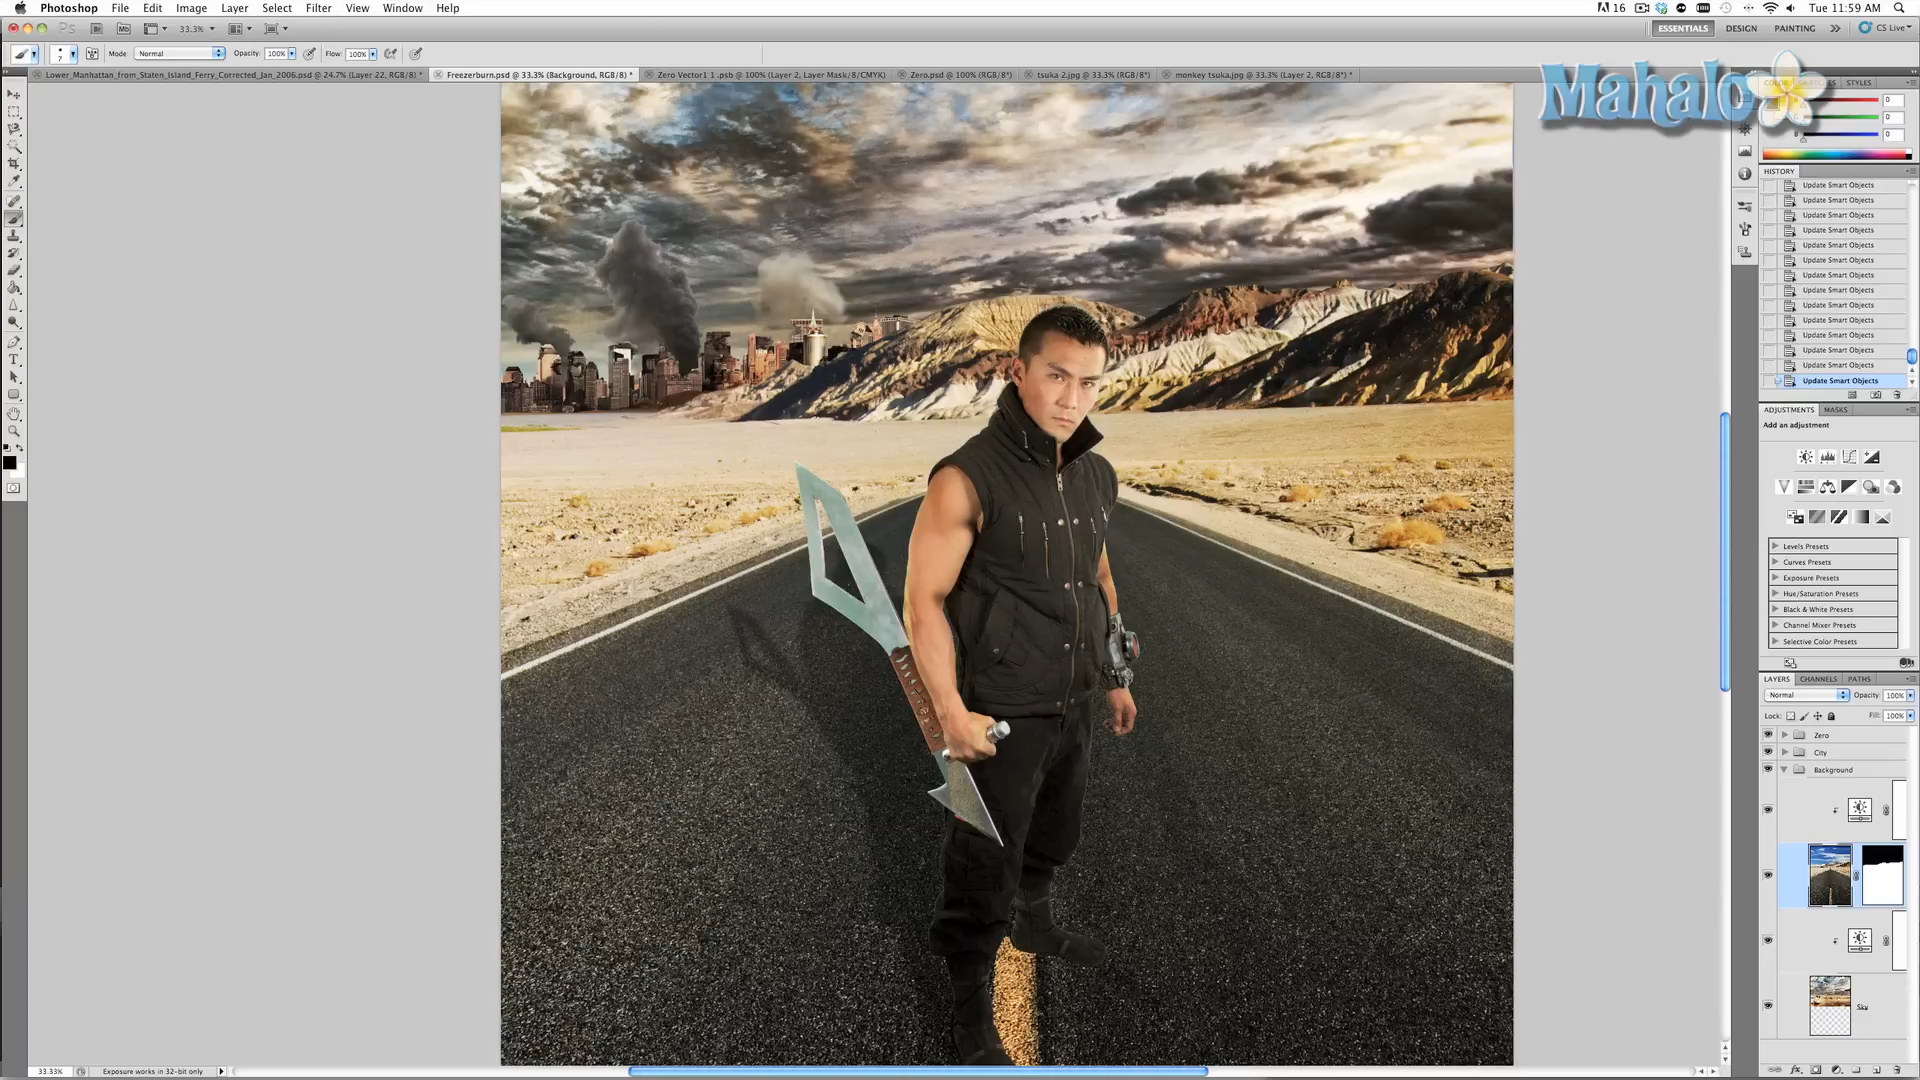 Photoshop File Edit Image Layer Select Filter View Window Help
16 Tue 11:59 AM
Ps Br Mb 33.3% ESSENTIALS DESIGN PAINTING CS Live
7 Mode: Normal Opacity: 100% Flow: 100%
Lower_Manhattan_from_Staten_Island_Ferry_Corrected_Jan_2006.psd @ 24.7% (Layer 22, RGB/8) *
Freezerburn.psd @ 33.3% (Background, RGB/8) *
Zero Vector1 1 .psb @ 100% (Layer 2, Layer Mask/8/CMYK)
Zero.psd @ 100% (RGB/8*)
tsuka 2.jpg @ 33.3% (RGB/8*)
monkey tsuka.jpg @ 33.3% (Layer 2, RGB/8*) *
Mahalo
COLOR STYLES
0
0
B 0
HISTORY
Update Smart Objects
Update Smart Objects
Update Smart Objects
Update Smart Objects
Update Smart Objects
Update Smart Objects
Update Smart Objects
Update Smart Objects
Update Smart Objects
Update Smart Objects
Update Smart Objects
Update Smart Objects
Update Smart Objects
Update Smart Objects
ADJUSTMENTS MASKS
Add an adjustment
Levels Presets
Curves Presets
Exposure Presets
Hue/Saturation Presets
Black & White Presets
Channel Mixer Presets
Selective Color Presets
LAYERS CHANNELS PATHS
Normal Opacity: 100%
Lock: Fill: 100%
Zero
City
Background
Sky
33.33% Exposure works in 32-bit only